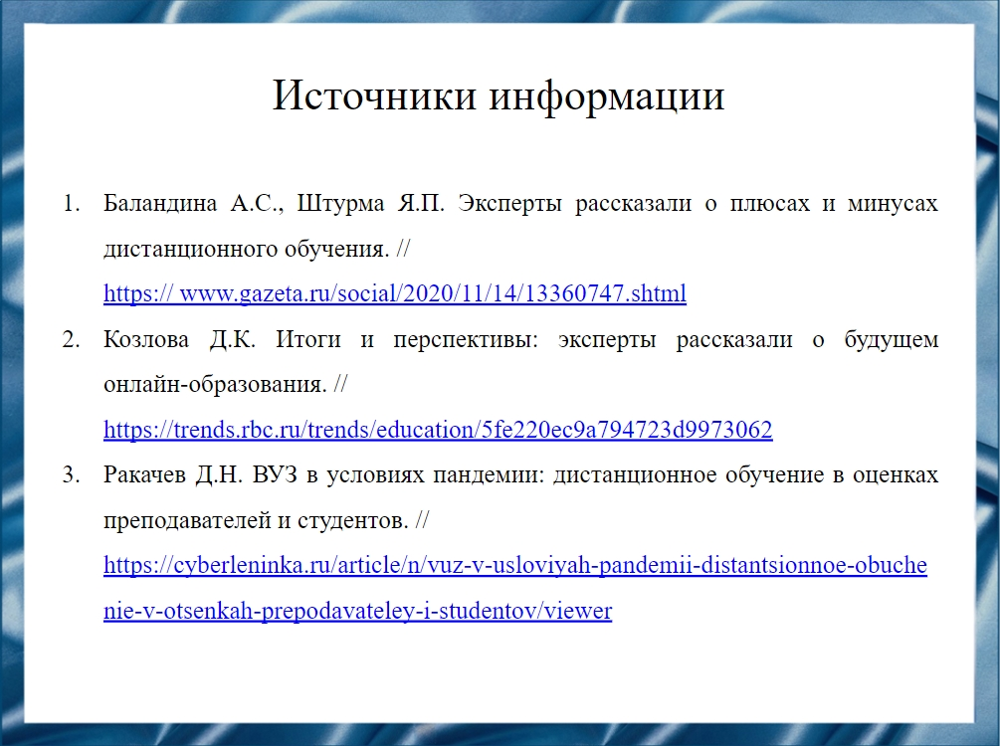 Источники информации
1. Баландина А.С., Штурма Я.П. Эксперты рассказали о плюсах и минусах
дистанционного обучения. //
https:// www.gazeta.ru/social/2020/11/14/13360747.shtml
2. Козлова Д.К. Итоги и перспективы: эксперты рассказали о будущем
онлайн-образования. //
https://trends.rbc.ru/trends/education/5fe220ec9a794723d9973062
3. Ракачев Д.Н. ВУЗ в условиях пандемии: дистанционное обучение в оценках
преподавателей и студентов. //
https://cyberleninka.ru/article/n/vuz-v-usloviyah-pandemii-distantsionnoe-obuche
nie-v-otsenkah-prepodavateley-i-studentov/viewer